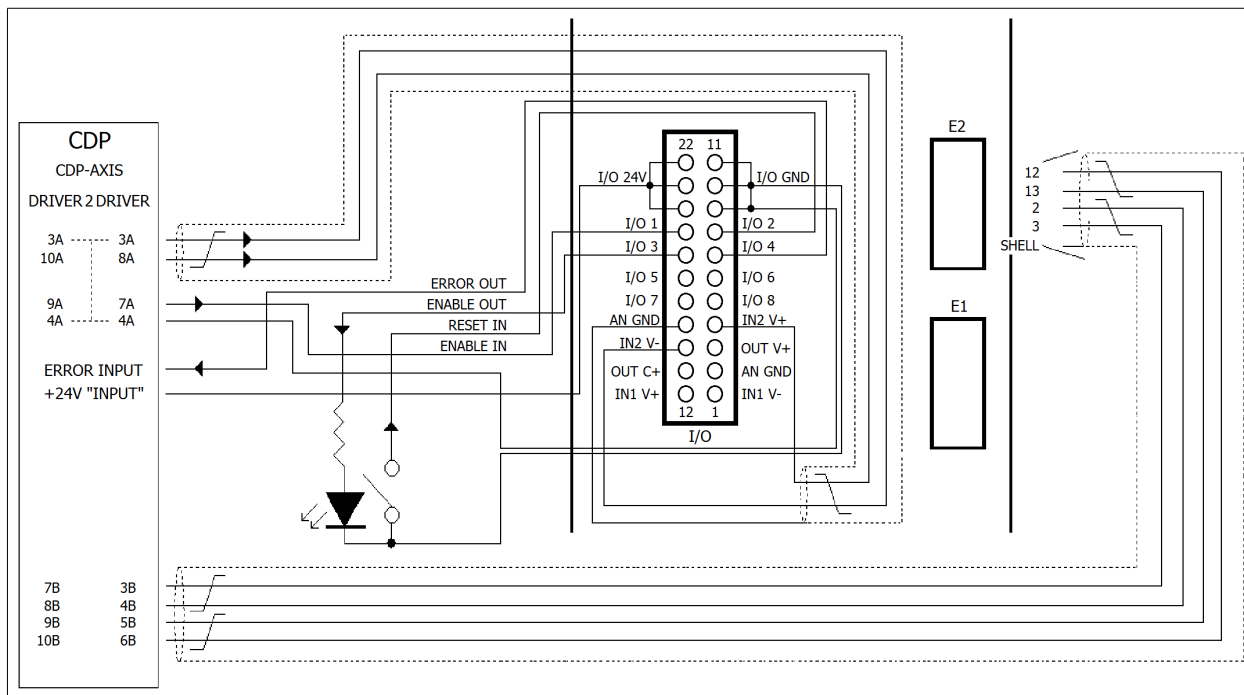 CDP
CDP-AXIS
DRIVER 2 DRIVER
3A 3A
10A 8A
9A 7A
4A 4A
ERROR INPUT
+24V "INPUT"
7B 3B
8B 4B
9B 5B
10B 6B
ERROR OUT
ENABLE OUT
RESET IN
ENABLE IN
22 11
I/O 24V I/O GND
I/O 1 I/O 2
I/O 3 I/O 4
I/O 5 I/O 6
I/O 7 I/O 8
AN GND IN2 V+
IN2 V- OUT V+
OUT C+ AN GND
IN1 V+ IN1 V-
12 1
I/O
E2
E1
12
13
2
3
SHELL